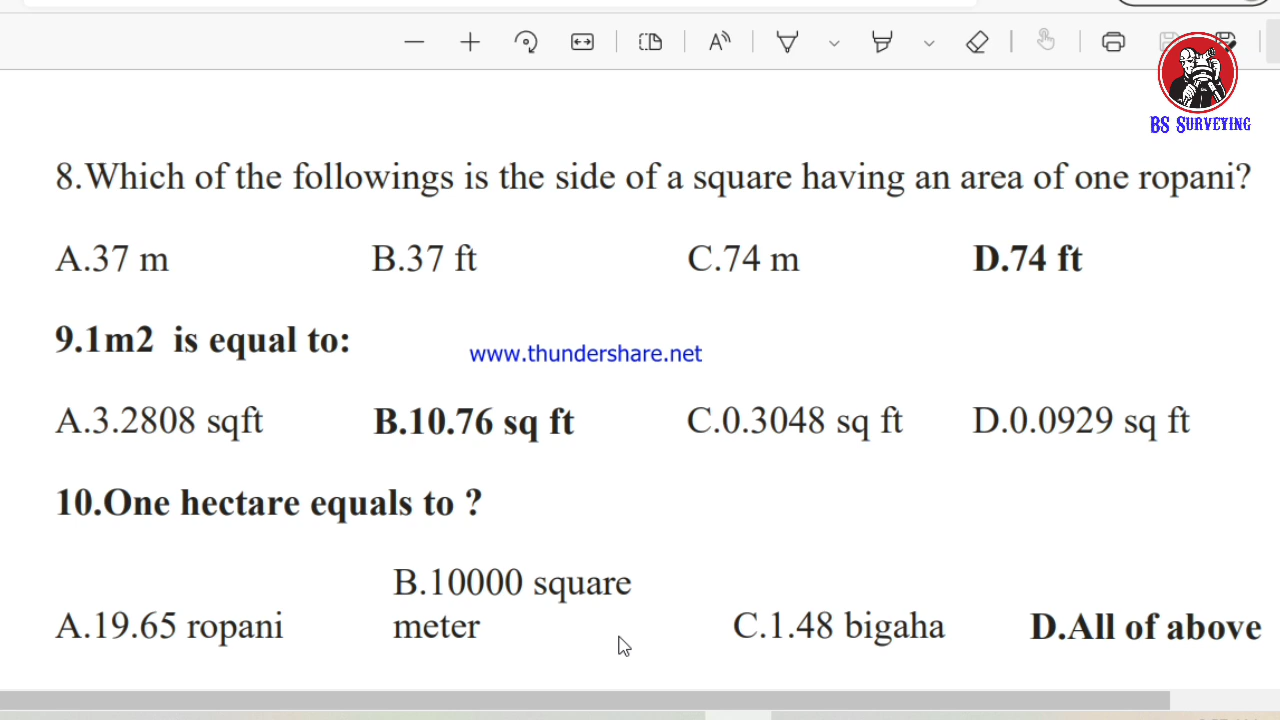 BS SURVEYING
8.Which of the followings is the side of a square having an area of one ropani?
A.37 m B.37 ft C.74 m D.74 ft
9.1m2 is equal to:
www.thundershare.net
A.3.2808 sqft B.10.76 sq ft C.0.3048 sq ft D.0.0929 sq ft
10.One hectare equals to ?
B.10000 square
A.19.65 ropani meter C.1.48 bigaha D.All of above